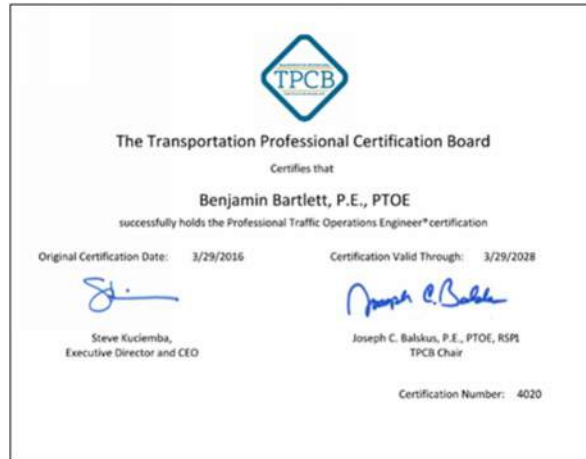 TPCB
The Transportation Professional Certification Board
Certifies that
Benjamin Bartlett, P.E., PTOE
successfully holds the Professional Traffic Operations Engineer® certification
Original Certification Date: 3/29/2016
Certification Valid Through: 3/29/2028
Steve Kuciemba,
Executive Director and CEO
Joseph C. Balskus
Joseph C. Balskus, P.E., PTOE, RSP1
TPCB Chair
Certification Number: 4020